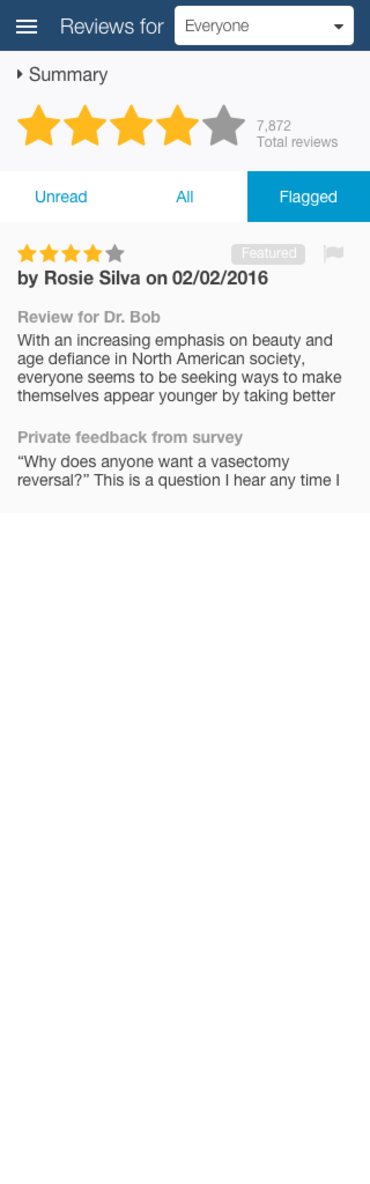 Reviews for Everyone
Summary
7,872
Total reviews
Unread All Flagged
Featured
by Rosie Silva on 02/02/2016
Review for Dr. Bob
With an increasing emphasis on beauty and
age defiance in North American society,
everyone seems to be seeking ways to make
themselves appear younger by taking better
Private feedback from survey
“Why does anyone want a vasectomy
reversal?” This is a question I hear any time I